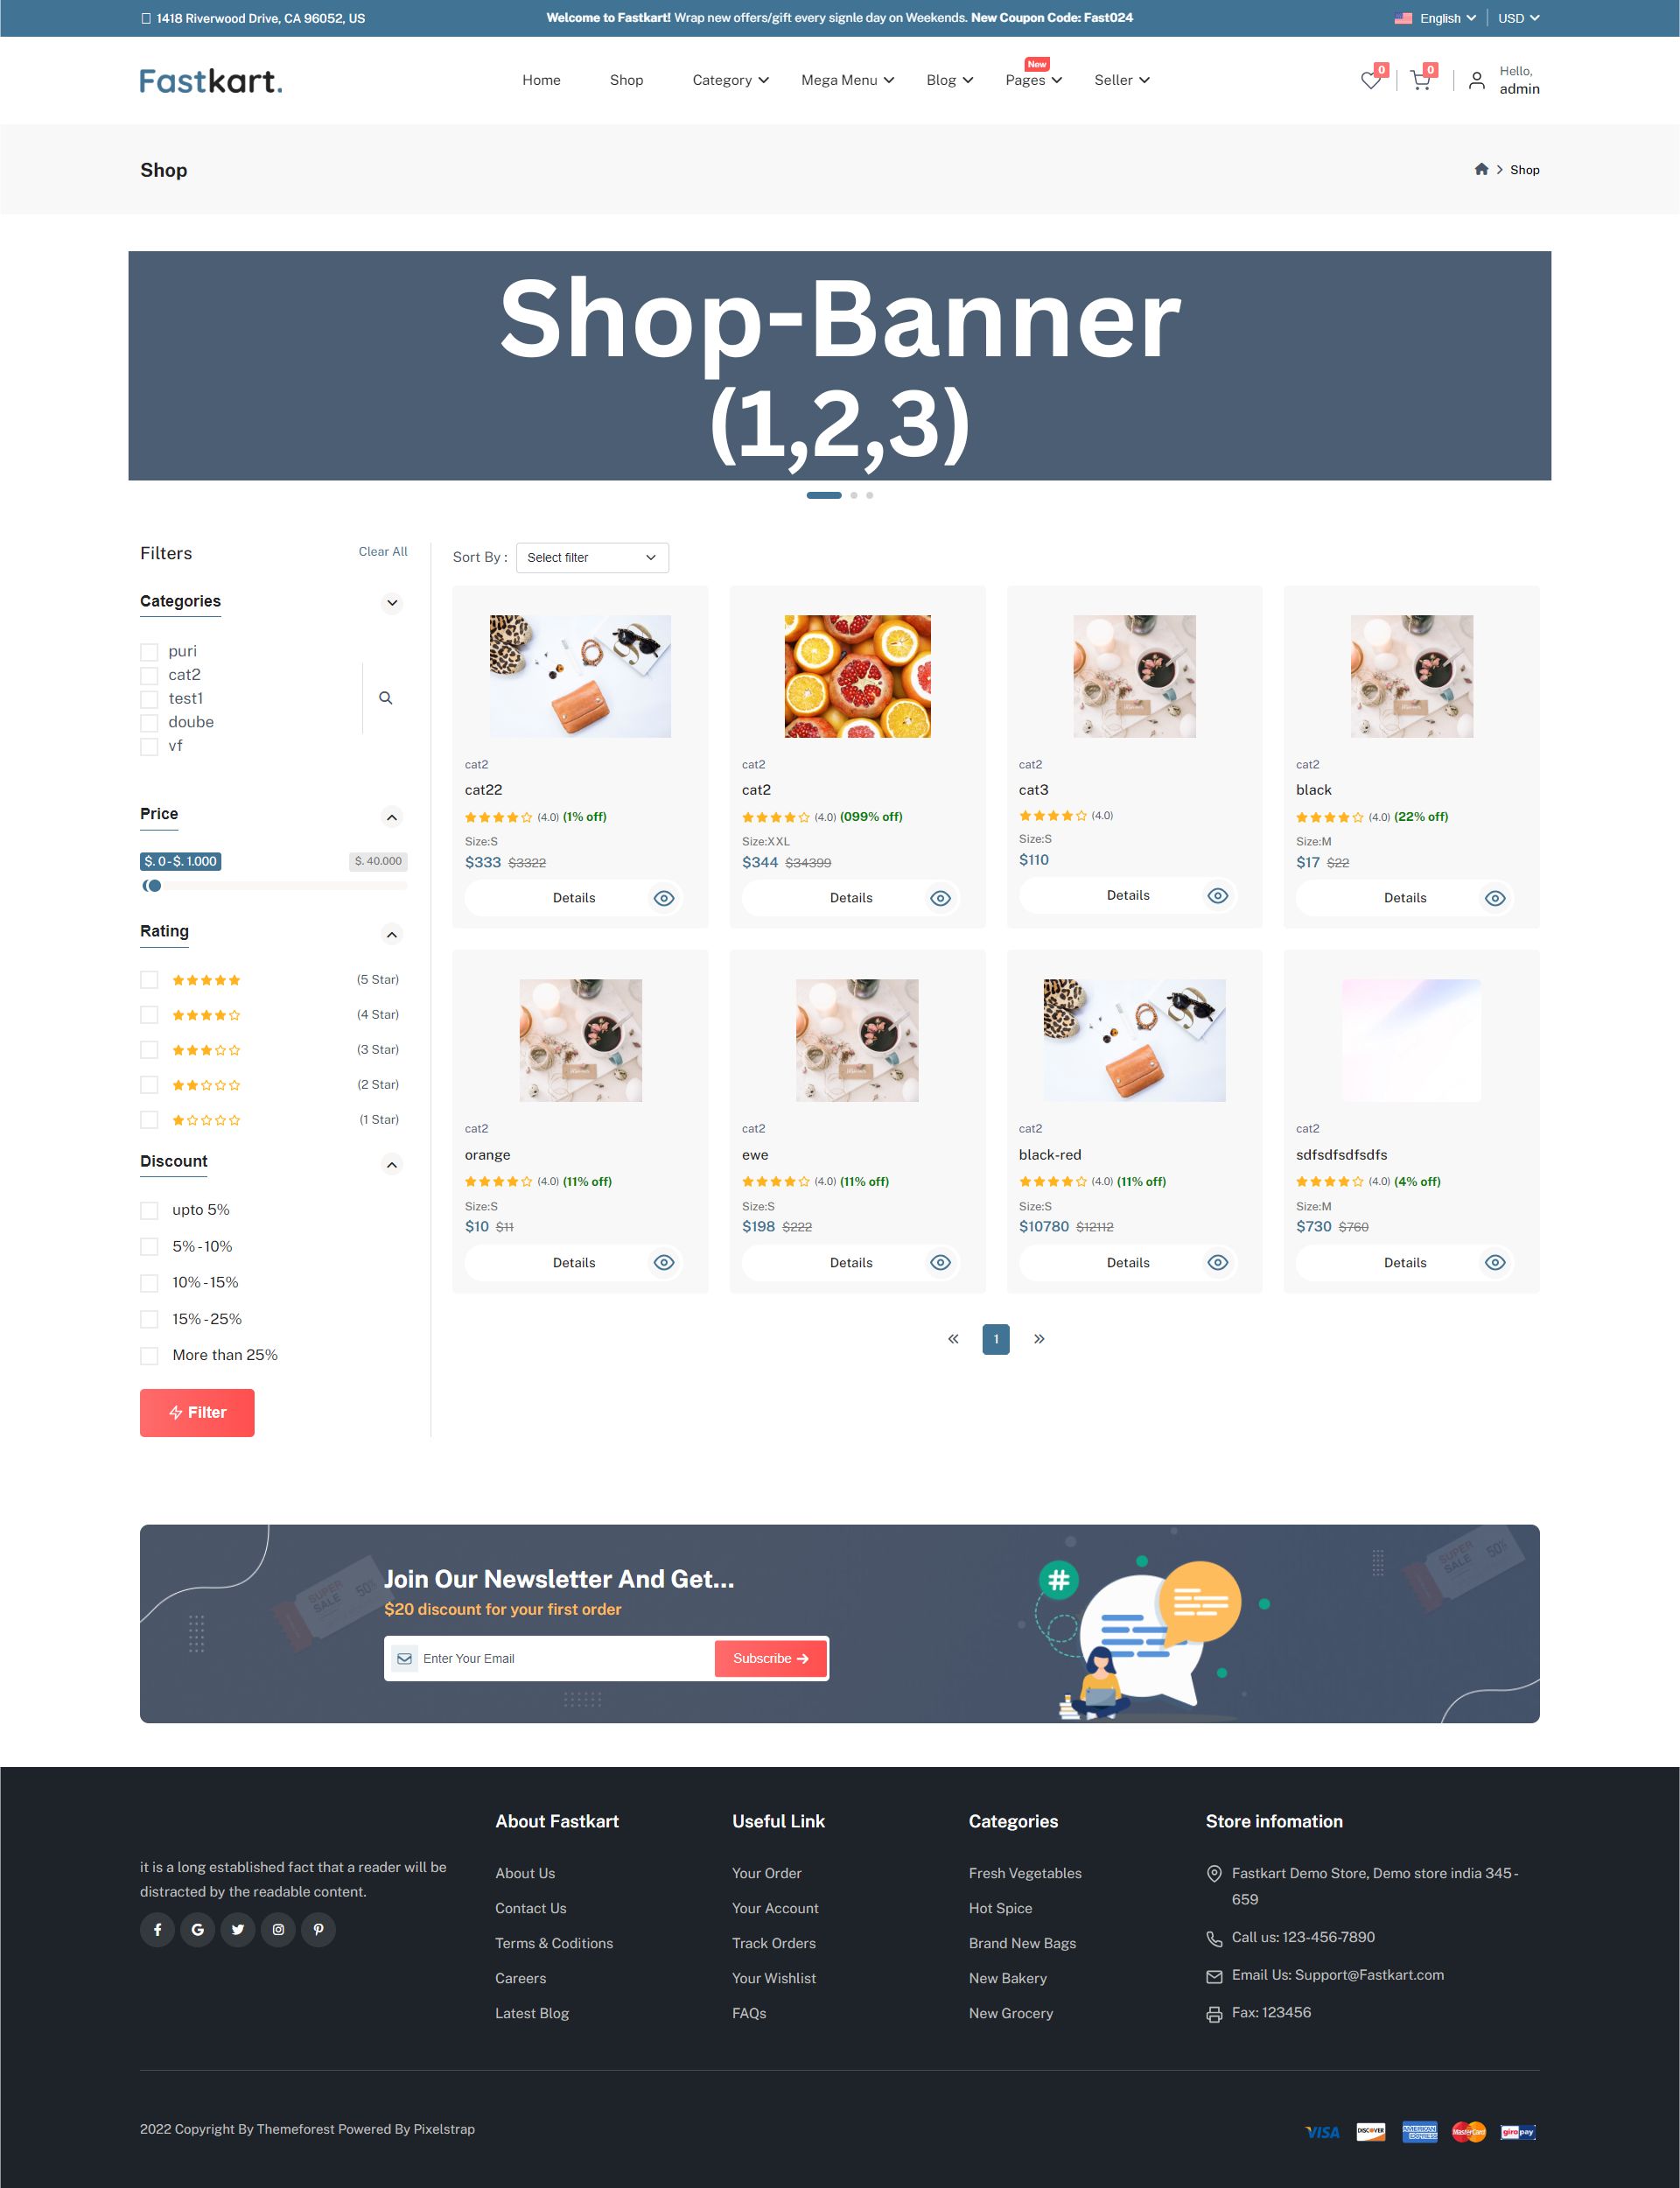 1418 Riverwood Drive, CA 96052, US
Welcome to Fastkart! Wrap new offers/gift every signle day on Weekends. New Coupon Code: Fast024
English
USD
Fastkart.
Home
Shop
Category
Mega Menu
Blog
New
Pages
Seller
0
0
Hello,
admin
Shop
Shop
Shop-Banner
(1,2,3)
Filters
Clear All
Categories
puri
cat2
test1
doube
vf
Price
$. 0 - $. 1.000
$. 40.000
Rating
(5 Star)
(4 Star)
(3 Star)
(2 Star)
(1 Star)
Discount
upto 5%
5% - 10%
10% - 15%
15% - 25%
More than 25%
Filter
Sort By :
Select filter
cat2
cat22
(4.0) (1% off)
Size:S
$333 $3322
Details
cat2
cat2
(4.0) (099% off)
Size:XXL
$344 $34399
Details
cat2
cat3
(4.0)
Size:S
$110
Details
cat2
black
(4.0) (22% off)
Size:M
$17 $22
Details
cat2
orange
(4.0) (11% off)
Size:S
$10 $11
Details
cat2
ewe
(4.0) (11% off)
Size:S
$198 $222
Details
cat2
black-red
(4.0) (11% off)
Size:S
$10780 $12112
Details
cat2
sdfsdfsdfsdfs
(4.0) (4% off)
Size:M
$730 $760
Details
« 1 »
SUPER SALE 50%
Join Our Newsletter And Get...
$20 discount for your first order
Enter Your Email
Subscribe
#
SUPER SALE 50%
it is a long established fact that a reader will be
distracted by the readable content.
About Fastkart
About Us
Contact Us
Terms & Coditions
Careers
Latest Blog
Useful Link
Your Order
Your Account
Track Orders
Your Wishlist
FAQs
Categories
Fresh Vegetables
Hot Spice
Brand New Bags
New Bakery
New Grocery
Store infomation
Fastkart Demo Store, Demo store india 345 -
659
Call us: 123-456-7890
Email Us: Support@Fastkart.com
Fax: 123456
2022 Copyright By Themeforest Powered By Pixelstrap
VISA
DISCOVER
AMERICAN EXPRESS
MasterCard
giropay